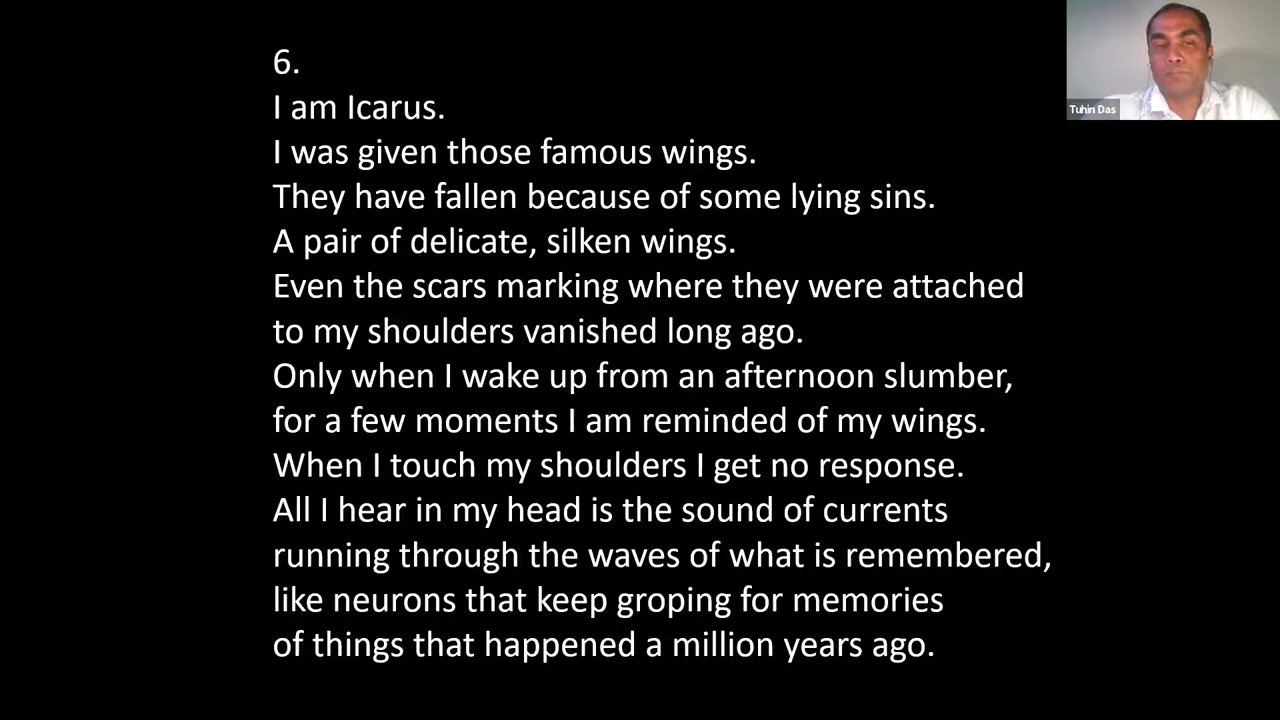 6.
I am Icarus.
I was given those famous wings.
They have fallen because of some lying sins.
A pair of delicate, silken wings.
Even the scars marking where they were attached
to my shoulders vanished long ago.
Only when I wake up from an afternoon slumber,
for a few moments I am reminded of my wings.
When I touch my shoulders I get no response.
All I hear in my head is the sound of currents
running through the waves of what is remembered,
like neurons that keep groping for memories
of things that happened a million years ago.
Tuhin Das